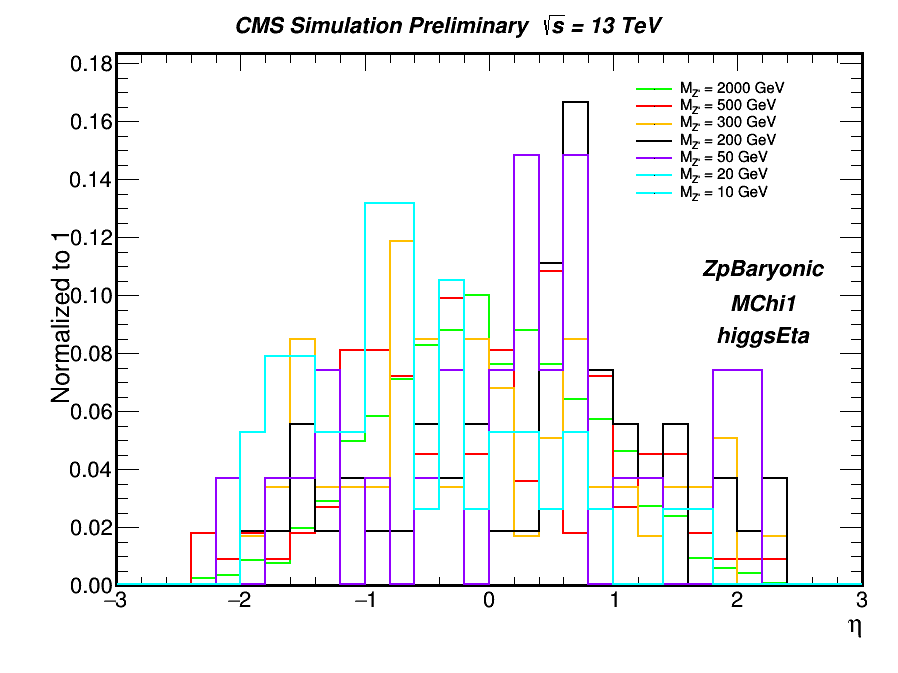 CMS Simulation Preliminary √s = 13 TeV
0.18
0.16
0.14
0.12
0.10
0.08
0.06
0.04
0.02
0.00
Normalized to 1
M_Z' = 2000 GeV
M_Z' = 500 GeV
M_Z' = 300 GeV
M_Z' = 200 GeV
M_Z' = 50 GeV
M_Z' = 20 GeV
M_Z' = 10 GeV
ZpBaryonic
MChi1
higgsEta
−3 −2 −1 0 1 2 3
η